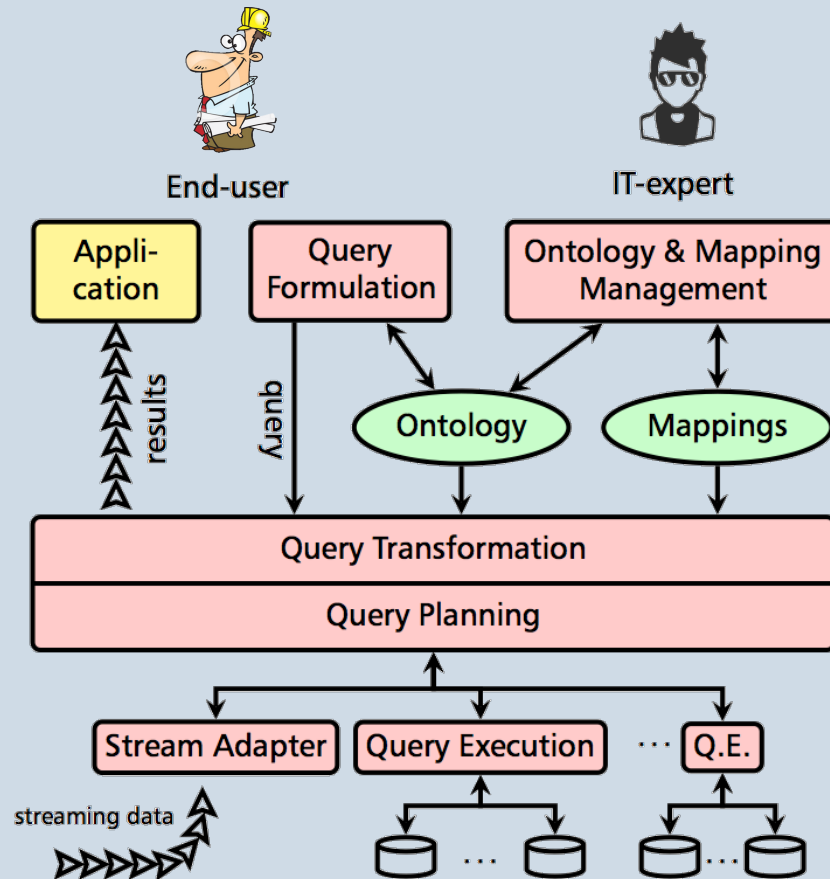 End-user
IT-expert
Appli-
cation
Query
Formulation
Ontology & Mapping
Management
results
query
Ontology
Mappings
Query Transformation
Query Planning
Stream Adapter
Query Execution
...
Q.E.
streaming data
...
...